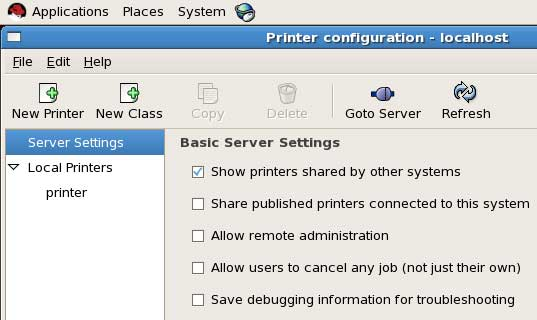 Applications Places System
Printer configuration - localhost
File Edit Help
New Printer New Class Copy Delete Goto Server Refresh
Server Settings
Local Printers
printer
Basic Server Settings
Show printers shared by other systems
Share published printers connected to this system
Allow remote administration
Allow users to cancel any job (not just their own)
Save debugging information for troubleshooting